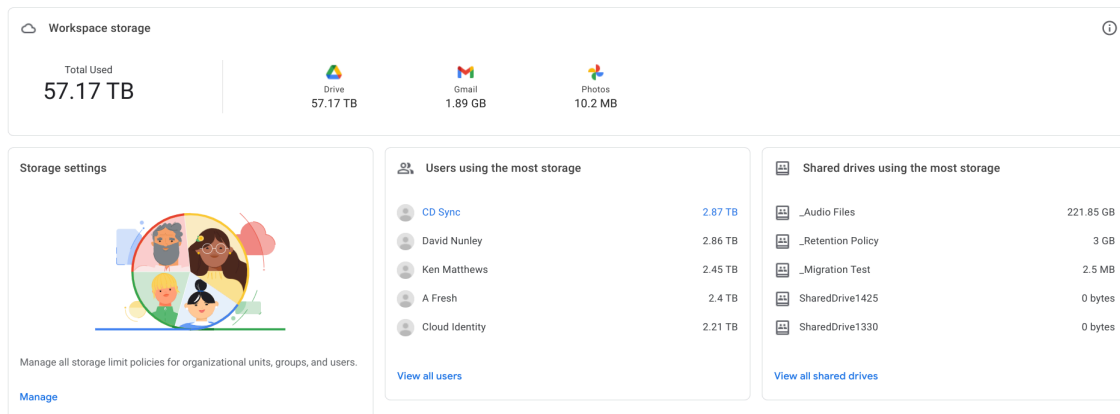 Workspace storage
Total Used
57.17 TB
Drive
57.17 TB
Gmail
1.89 GB
Photos
10.2 MB
Storage settings
Manage all storage limit policies for organizational units, groups, and users.
Manage
Users using the most storage
CD Sync 2.87 TB
David Nunley 2.86 TB
Ken Matthews 2.45 TB
A Fresh 2.4 TB
Cloud Identity 2.21 TB
View all users
Shared drives using the most storage
_Audio Files 221.85 GB
_Retention Policy 3 GB
_Migration Test 2.5 MB
SharedDrive1425 0 bytes
SharedDrive1330 0 bytes
View all shared drives